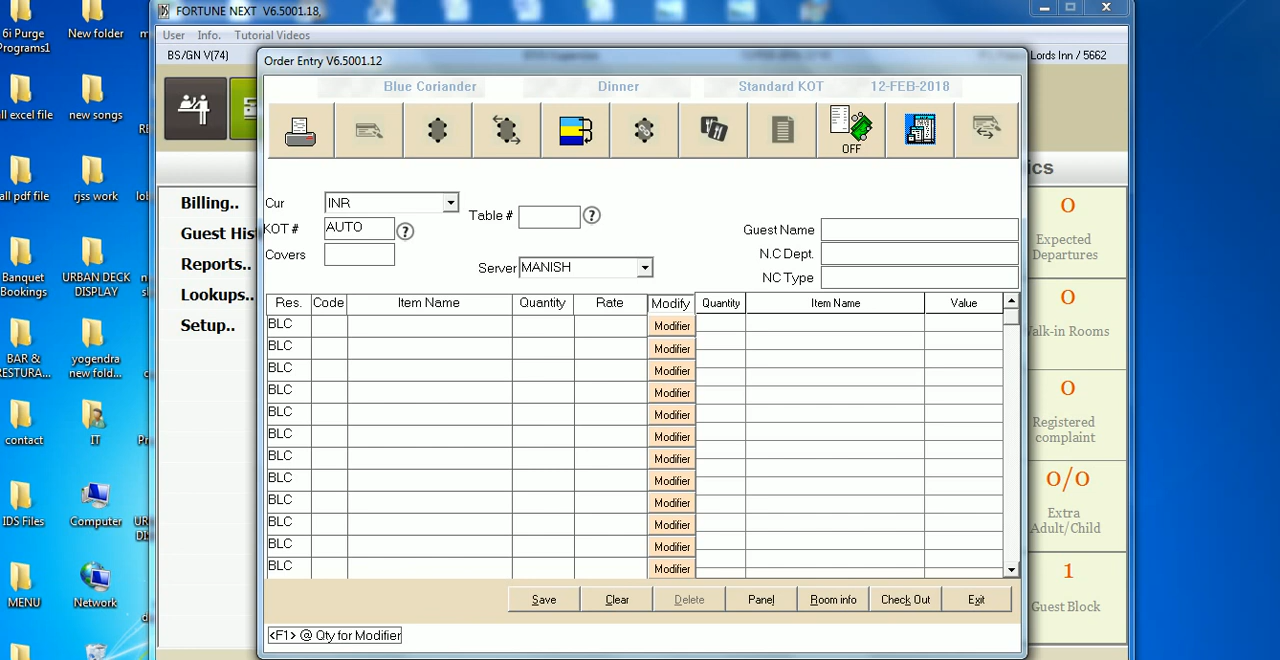 6i Purge Programs1
New folder
all excel file
new songs
all pdf file
rjss work
Banquet Bookings
URBAN DECK DISPLAY
BAR & RESTURA...
yogendra new fold...
contact
IT
IDS Files
Computer
MENU
Network
FORTUNE NEXT V6.5001.18
User Info. Tutorial Videos
BS/GN V(74)
Lords Inn / 5662
Billing..
Reports..
Lookups..
Setup..
Order Entry V6.5001.12
Blue Coriander Dinner Standard KOT 12-FEB-2018
OFF
Cur INR
KOT # AUTO
Covers
Table #
Server MANISH
Guest Name
N.C Dept.
NC Type
Res. Code Item Name Quantity Rate Modify Quantity Item Name Value
BLC Modifier
BLC Modifier
BLC Modifier
BLC Modifier
BLC Modifier
BLC Modifier
BLC Modifier
BLC Modifier
BLC Modifier
BLC Modifier
BLC Modifier
BLC Modifier
Save Clear Delete Panel Room info Check Out Exit
<F1> @ Qty for Modifier
0
Expected Departures
0
Walk-in Rooms
0
Registered complaint
0/0
Extra Adult/Child
1
Guest Block